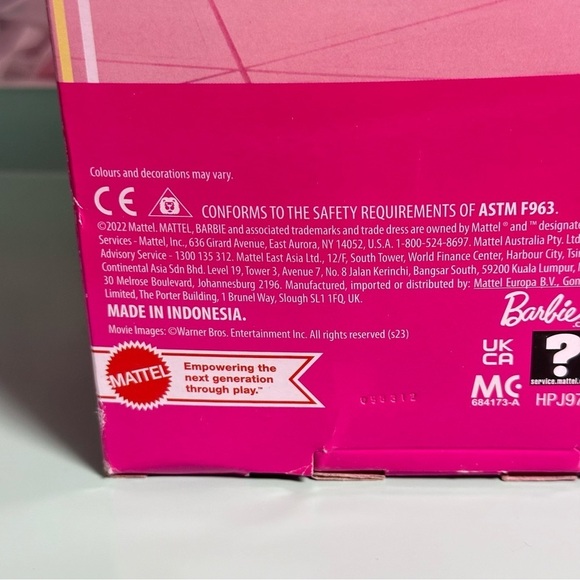 Colours and decorations may vary.
CE
CONFORMS TO THE SAFETY REQUIREMENTS OF ASTM F963.
©2022 Mattel. MATTEL, BARBIE and associated trademarks and trade dress are owned by Mattel ® and ™ designate
Services - Mattel, Inc., 636 Girard Avenue, East Aurora, NY 14052, U.S.A. 1-800-524-8697. Mattel Australia Pty. Ltd
Advisory Service - 1300 135 312. Mattel East Asia Ltd., 12/F, South Tower, World Finance Center, Harbour City, Tsi
Continental Asia Sdn Bhd. Level 19, Tower 3, Avenue 7, No. 8 Jalan Kerinchi, Bangsar South, 59200 Kuala Lumpur,
30 Melrose Boulevard, Johannesburg 2196. Manufactured, imported or distributed by: Mattel Europa B.V., Gon
Limited, The Porter Building, 1 Brunel Way, Slough SL1 1FQ, UK.
MADE IN INDONESIA.
Movie Images: ©Warner Bros. Entertainment Inc. All rights reserved (s23)
Barbie
UK
CA
?
service.mattel.
MC
684173-A
HPJ97
MATTEL
Empowering the
next generation
through play.™